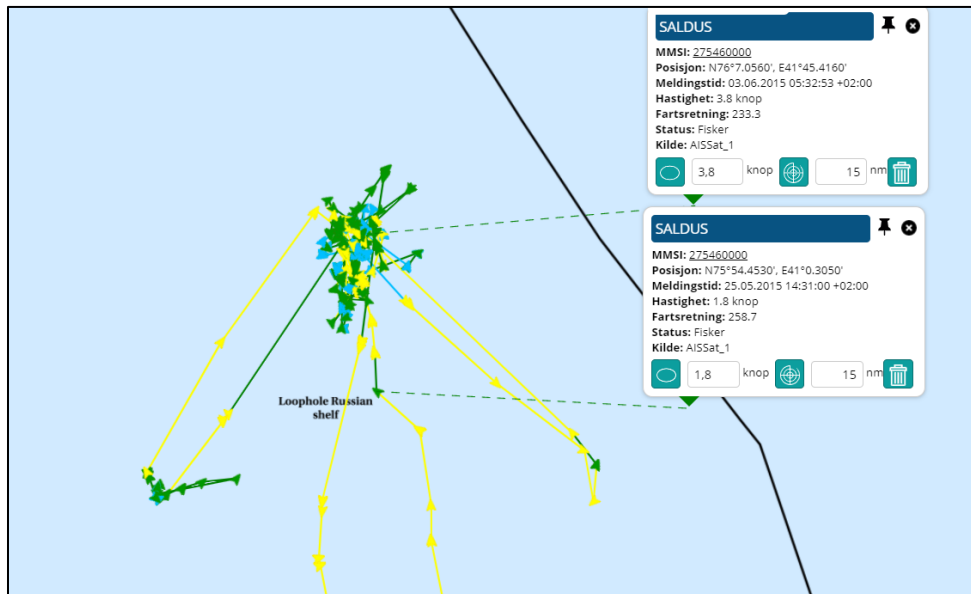 SALDUS
MMSI: 275460000
Posisjon: N76°7.0560', E41°45.4160'
Meldingstid: 03.06.2015 05:32:53 +02:00
Hastighet: 3.8 knop
Fartsretning: 233.3
Status: Fisker
Kilde: AISSat_1
3,8 knop 15 nm
SALDUS
MMSI: 275460000
Posisjon: N75°54.4530', E41°0.3050'
Meldingstid: 25.05.2015 14:31:00 +02:00
Hastighet: 1.8 knop
Fartsretning: 258.7
Status: Fisker
Kilde: AISSat_1
1,8 knop 15 nm
Loophole Russian
shelf